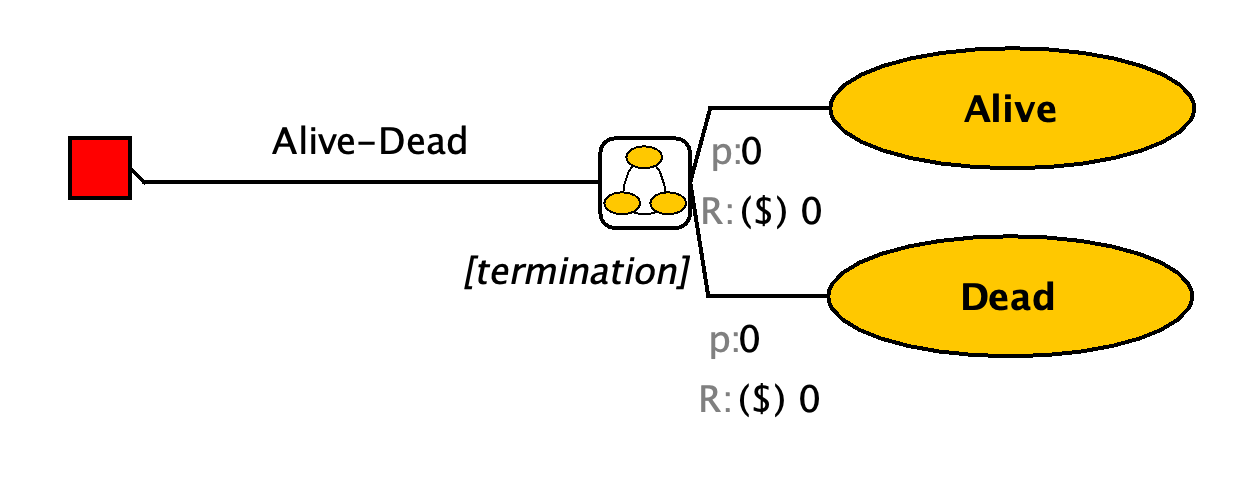 Alive-Dead
[termination]
Alive
p:0
R: ($) 0
Dead
p:0
R: ($) 0